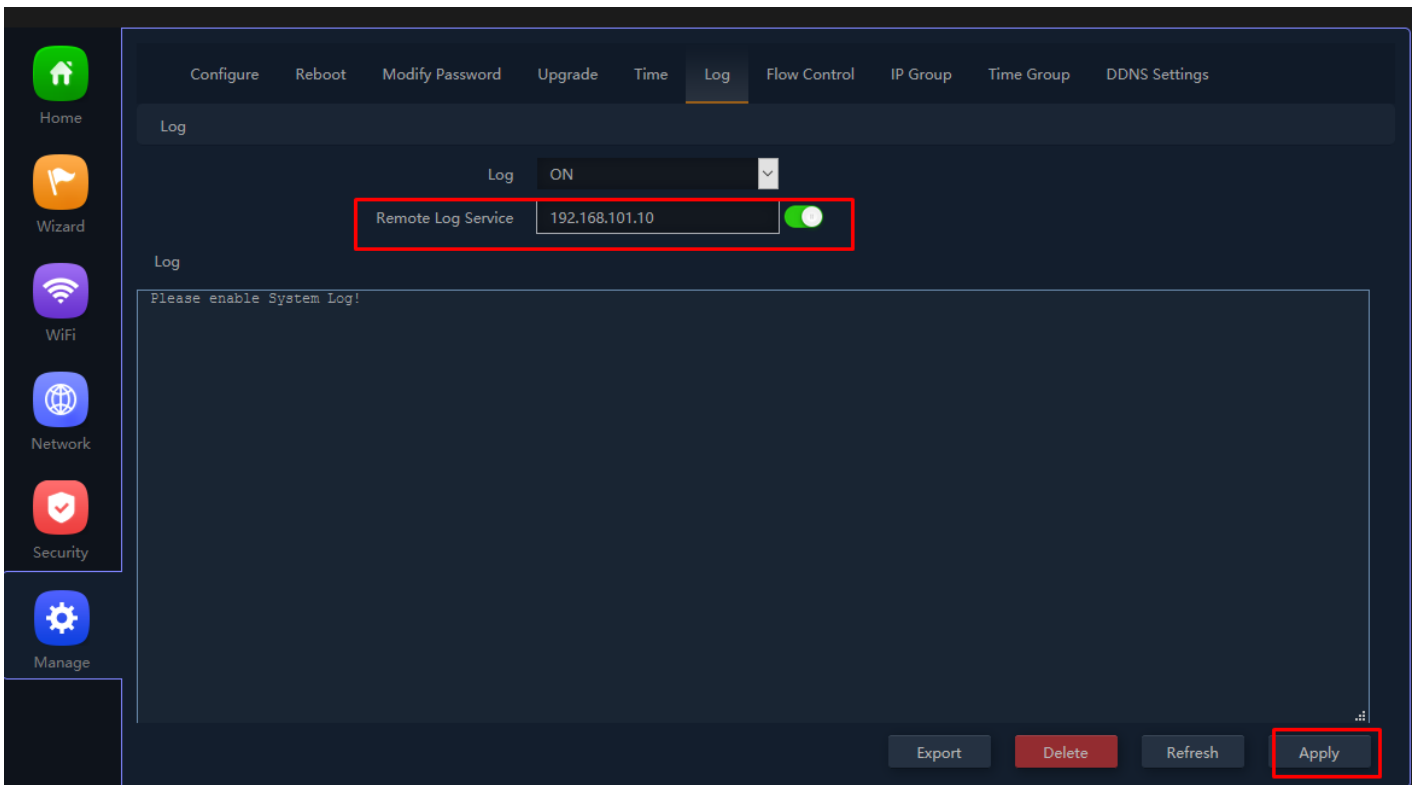 Configure Reboot Modify Password Upgrade Time Log Flow Control IP Group Time Group DDNS Settings
Home
Log
Log ON
Wizard
Remote Log Service 192.168.101.10
Log
Please enable System Log!
WiFi
Network
Security
Manage
Export Delete Refresh Apply